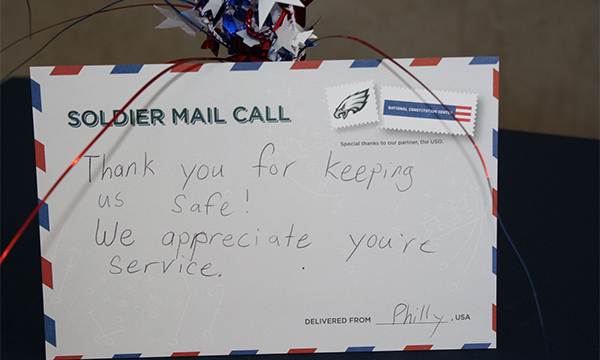 SOLDIER MAIL CALL
NATIONAL CONSTITUTION CENTER
Special thanks to our partner, the USO.
Thank you for keeping
us safe!
We appreciate you're
service.
DELIVERED FROM Philly, USA